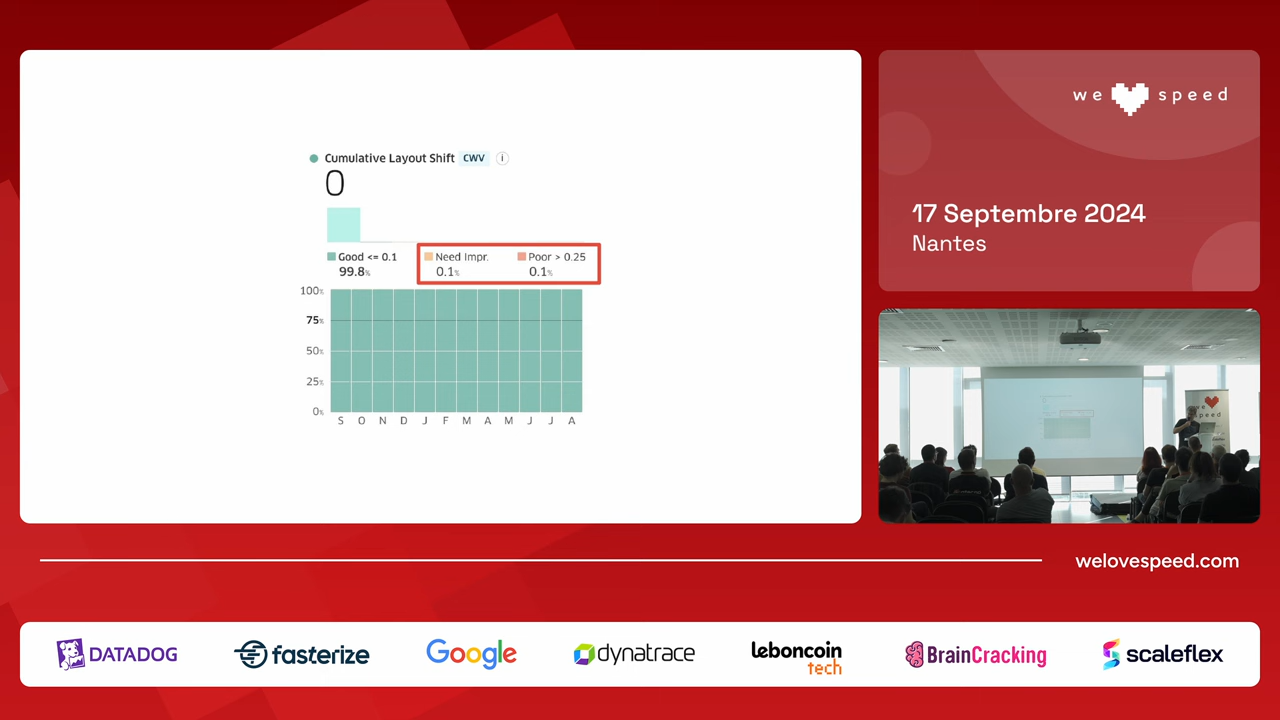 Cumulative Layout Shift CWV i
0
Good <= 0.1 Need Impr. Poor > 0.25
99.8% 0.1% 0.1%
100%
75%
50%
25%
0%
S O N D J F M A M J J A
we speed
17 Septembre 2024
Nantes
we
speed
welovespeed.com
DATADOG fasterize Google dynatrace leboncoin tech BrainCracking scaleflex